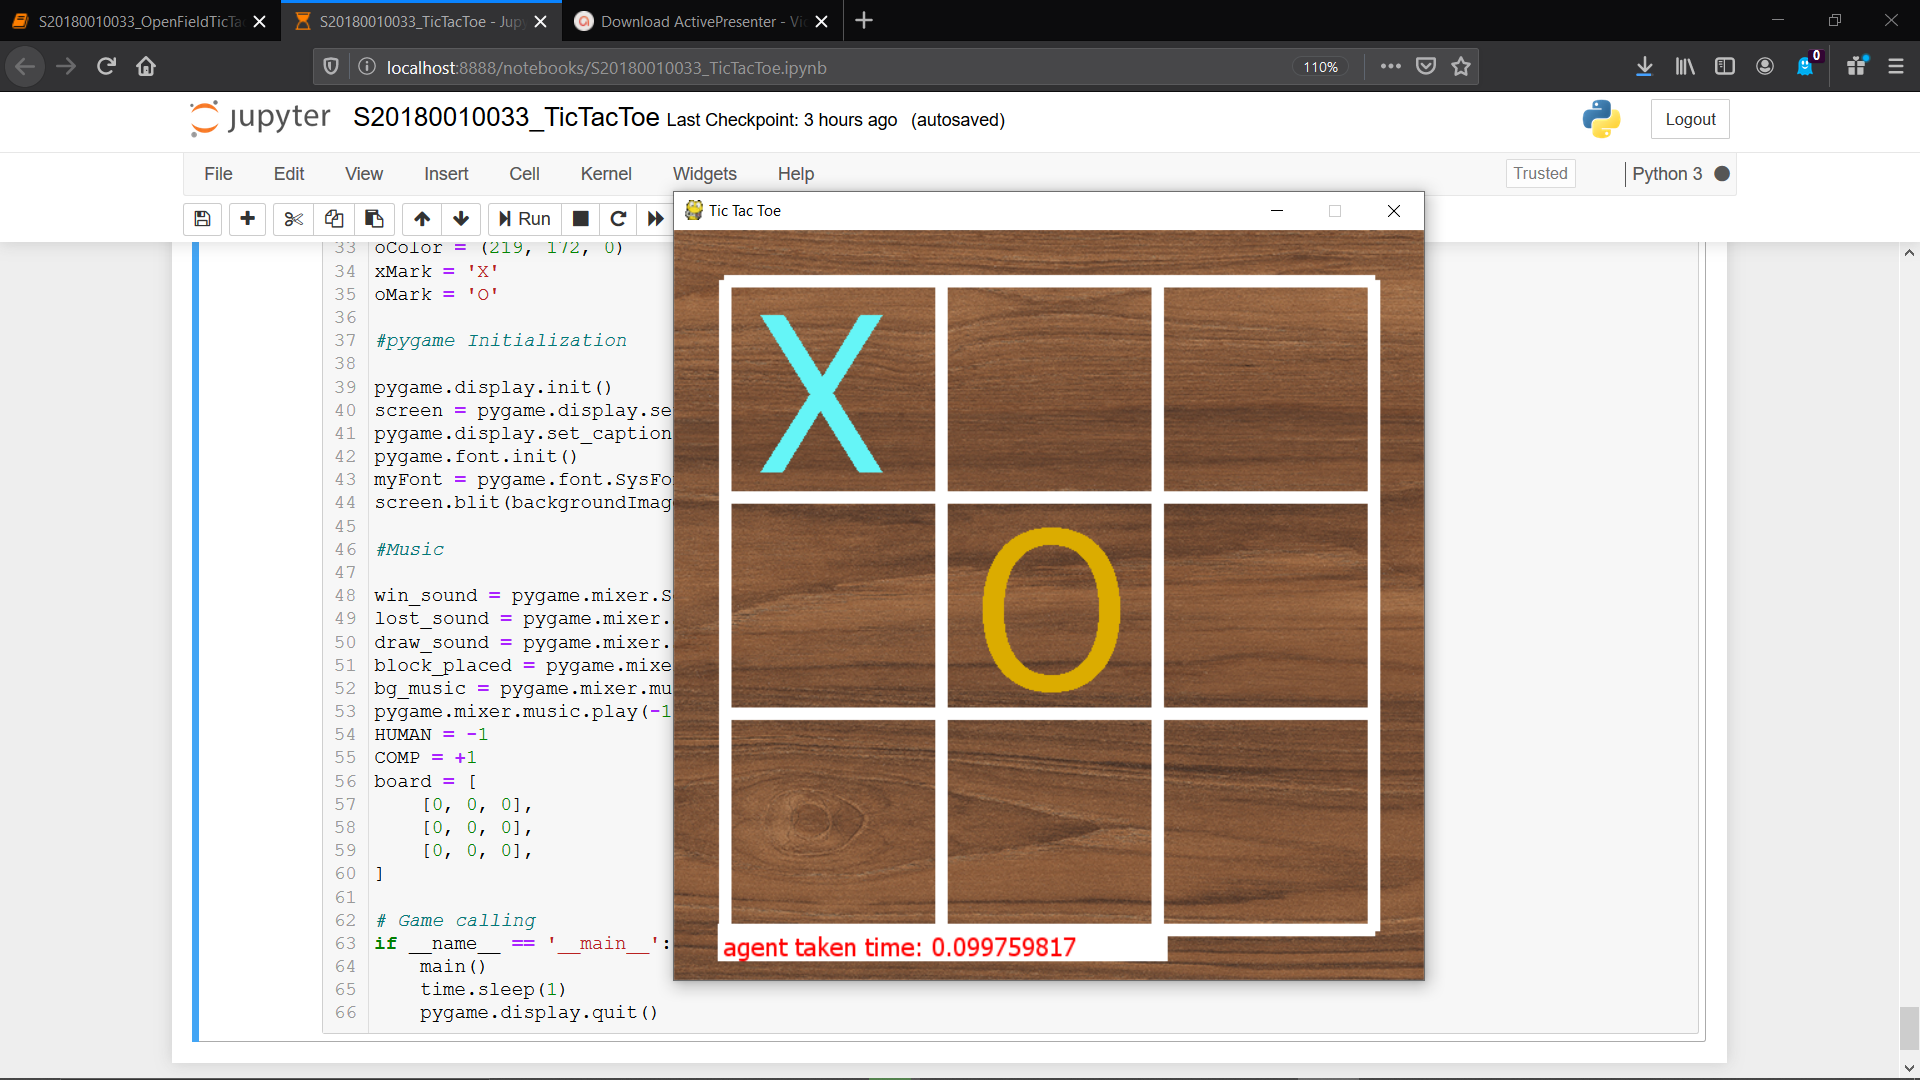 S20180010033_OpenFieldTicTa
S20180010033_TicTacToe - Jup
Download ActivePresenter - Vi
localhost:8888/notebooks/S20180010033_TicTacToe.ipynb
110%
0
jupyter S20180010033_TicTacToe Last Checkpoint: 3 hours ago (autosaved)
Logout
File Edit View Insert Cell Kernel Widgets Help
Trusted
Python 3
Run
Tic Tac Toe
33 oColor = (219, 172, 0)
34 xMark = 'X'
35 oMark = 'O'
36
37 #pygame Initialization
38
39 pygame.display.init()
40 screen = pygame.display.se
41 pygame.display.set_caption
42 pygame.font.init()
43 myFont = pygame.font.SysFo
44 screen.blit(backgroundImag
45
46 #Music
47
48 win_sound = pygame.mixer.S
49 lost_sound = pygame.mixer.
50 draw_sound = pygame.mixer.
51 block_placed = pygame.mixe
52 bg_music = pygame.mixer.mu
53 pygame.mixer.music.play(-1
54 HUMAN = -1
55 COMP = +1
56 board = [
57 [0, 0, 0],
58 [0, 0, 0],
59 [0, 0, 0],
60 ]
61
62 # Game calling
63 if __name__ == '__main__':
64 main()
65 time.sleep(1)
66 pygame.display.quit()
X
O
agent taken time: 0.099759817